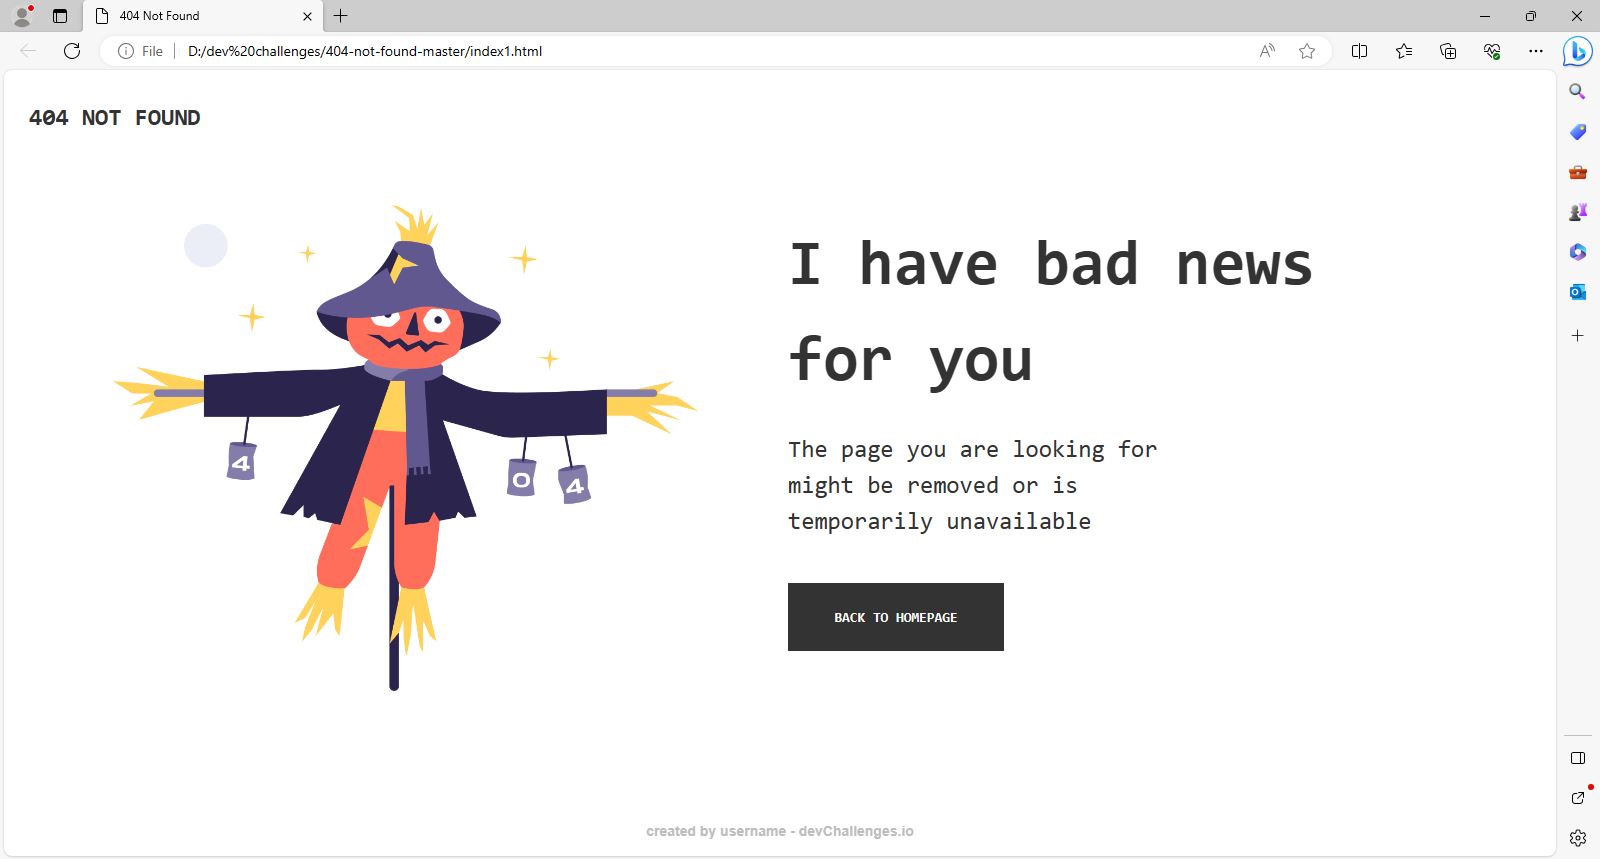 404 Not Found
File
D:/dev%20challenges/404-not-found-master/index1.html
404 NOT FOUND
I have bad news
for you
4
0
4
The page you are looking for
might be removed or is
temporarily unavailable
BACK TO HOMEPAGE
created by username - devChallenges.io